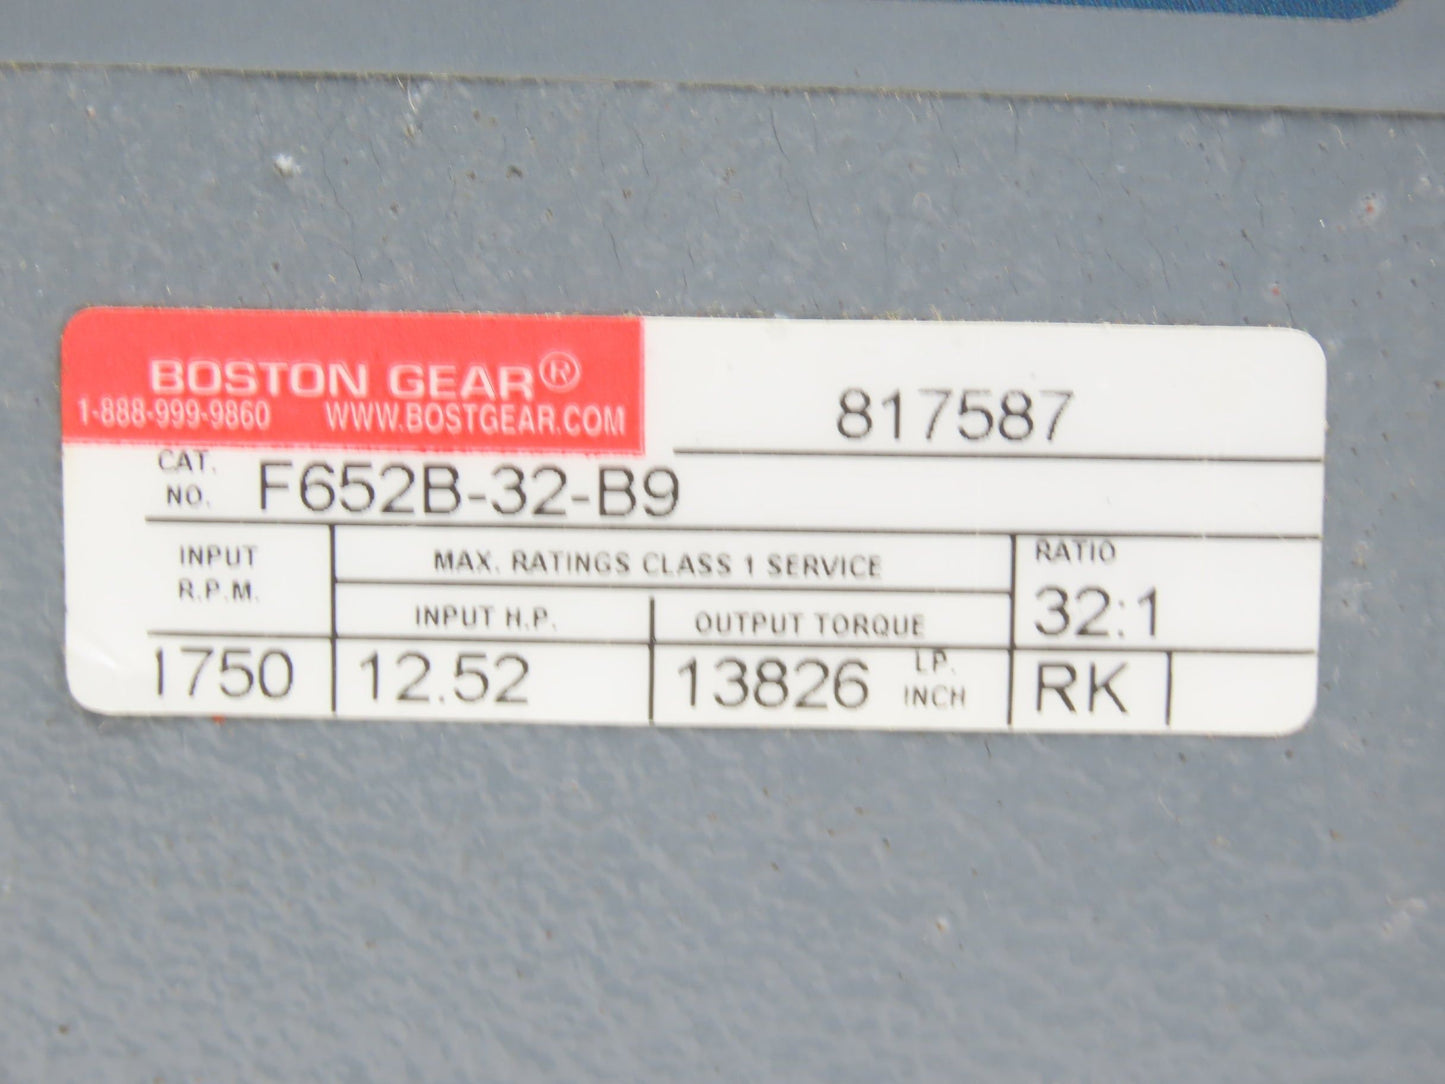 BOSTON GEAR®
1-888-999-9860 WWW.BOSTGEAR.COM
817587
CAT. NO. F652B-32-B9
INPUT R.P.M.
MAX. RATINGS CLASS 1 SERVICE
RATIO
INPUT H.P. OUTPUT TORQUE
32:1
1750 12.52 13826 LP. INCH RK